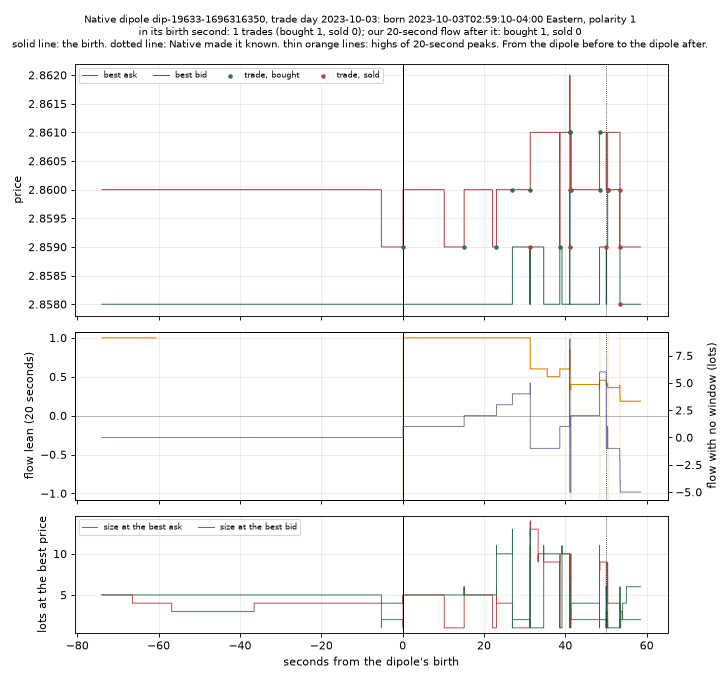 Native dipole dip-19633-1696316350, trade day 2023-10-03: born 2023-10-03T02:59:10-04:00 Eastern, polarity 1
in its birth second: 1 trades (bought 1, sold 0); our 20-second flow after it: bought 1, sold 0
solid line: the birth. dotted line: Native made it known. thin orange lines: highs of 20-second peaks. From the dipole before to the dipole after.
best ask
best bid
trade, bought
trade, sold
2.8620
2.8615
2.8610
2.8605
2.8600
2.8595
2.8590
2.8585
2.8580
price
1.0
0.5
0.0
−0.5
−1.0
flow lean (20 seconds)
7.5
5.0
2.5
0.0
−2.5
−5.0
flow with no window (lots)
size at the best ask
size at the best bid
10
5
lots at the best price
−80
−60
−40
−20
0
20
40
60
seconds from the dipole's birth